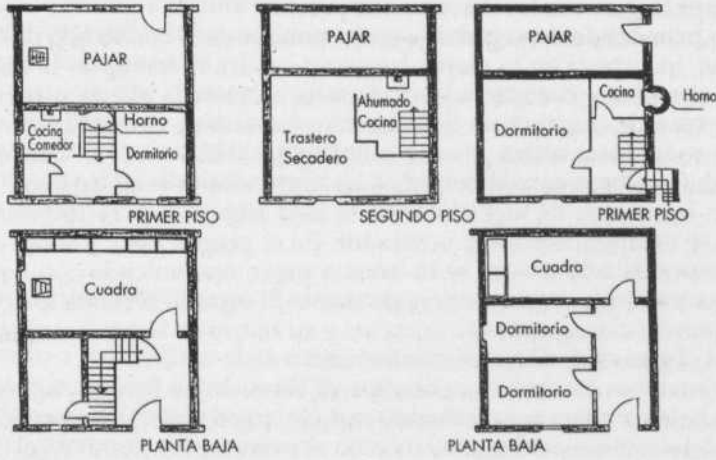 PAJAR
Horno
Cocina
Comedor
Dormitorio
PRIMER PISO
PAJAR
Ahumado
Cocina
Trastero
Secadero
SEGUNDO PISO
PAJAR
Cocina
Horno
Dormitorio
PRIMER PISO
Cuadra
PLANTA BAJA
Cuadra
Dormitorio
Dormitorio
PLANTA BAJA